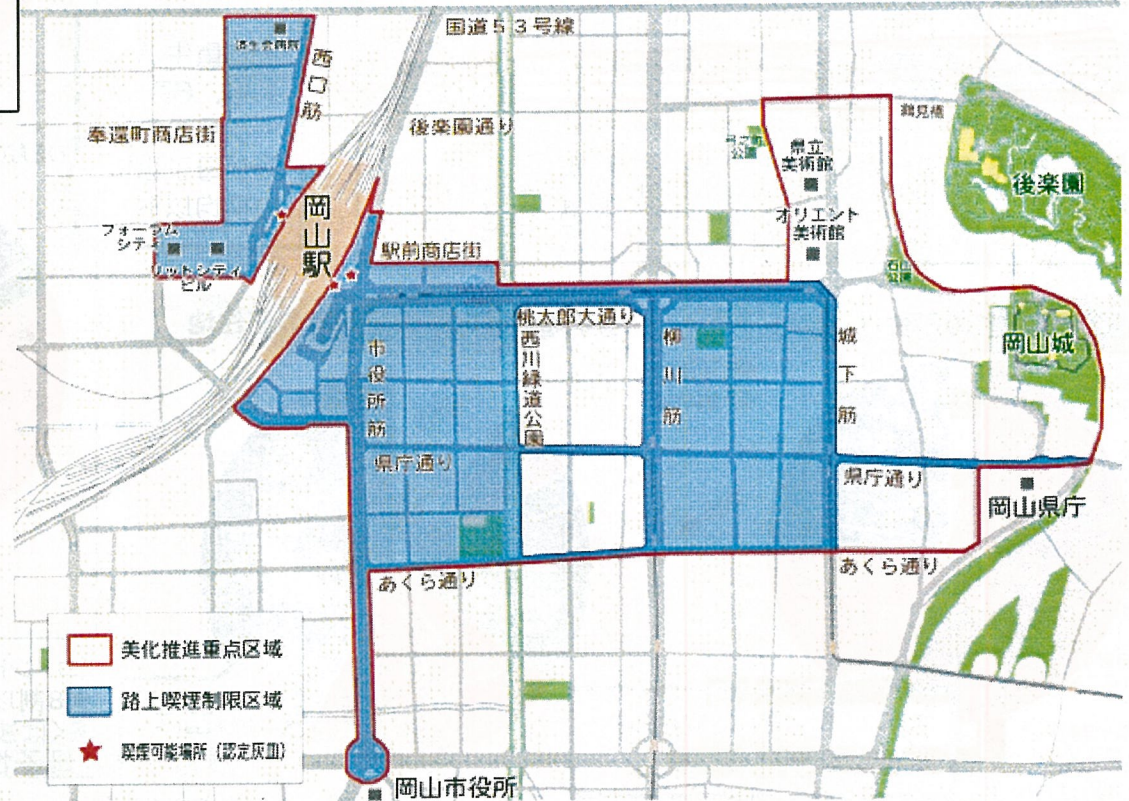 国道53号線
西口筋
奉還町商店街
後楽園通り
鶴見橋
県立
美術館
後楽園
オリエント
美術館
岡山駅
フォーラム
シティ
リットシティ
ビル
駅前商店街
石山
公園
桃太郎大通り
西川緑道公園
市役所筋
柳川筋
城下筋
岡山城
県庁通り
県庁通り
岡山県庁
あくら通り
あくら通り
美化推進重点区域
路上喫煙制限区域
喫煙可能場所（認定灰皿）
岡山市役所